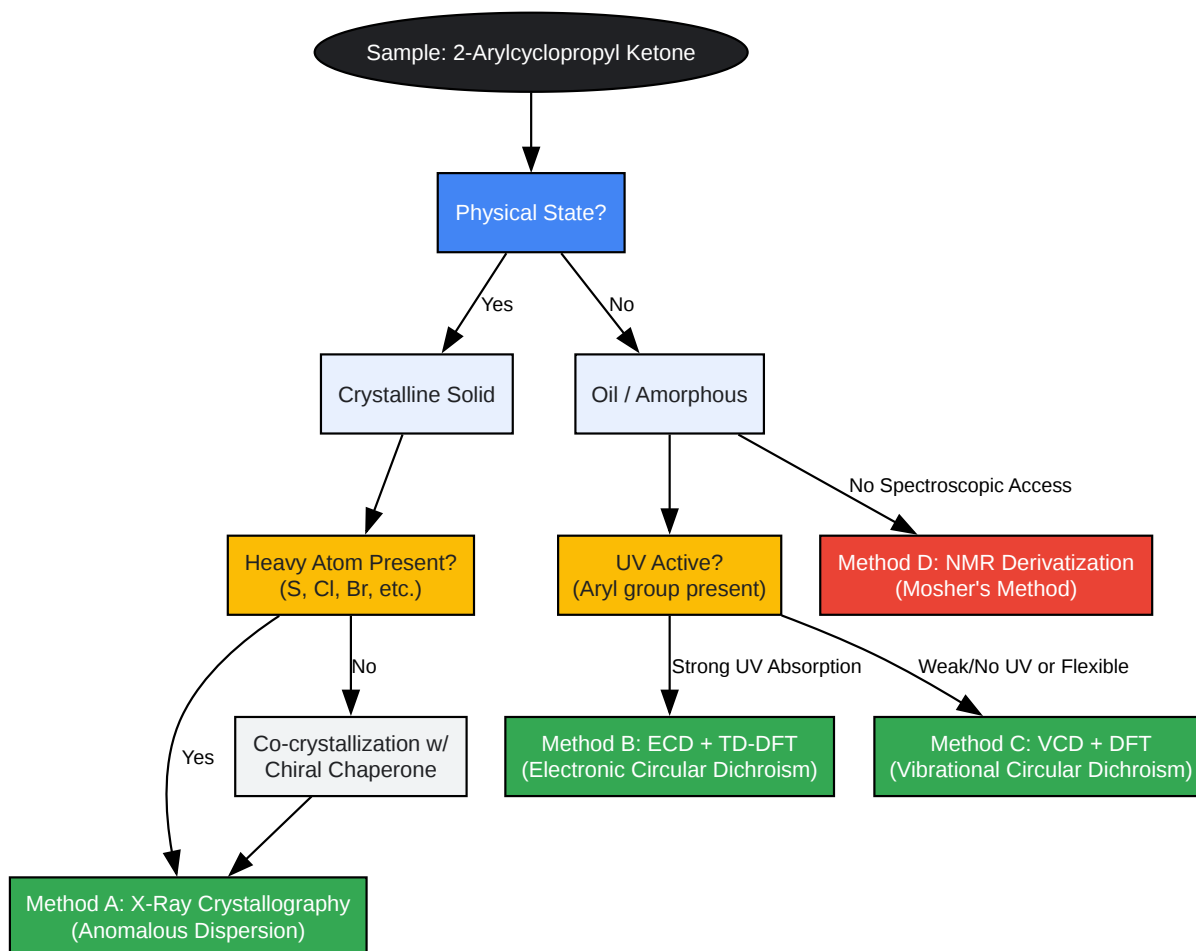 Sample: 2-Arylcyclopropyl Ketone
Physical State?
Yes
No
Crystalline Solid
Oil / Amorphous
No Spectroscopic Access
Heavy Atom Present?
(S, Cl, Br, etc.)
UV Active?
(Aryl group present)
Method D: NMR Derivatization
(Mosher's Method)
No
Strong UV Absorption
Weak/No UV or Flexible
Yes
Co-crystallization w/
Chiral Chaperone
Method B: ECD + TD-DFT
(Electronic Circular Dichroism)
Method C: VCD + DFT
(Vibrational Circular Dichroism)
Method A: X-Ray Crystallography
(Anomalous Dispersion)